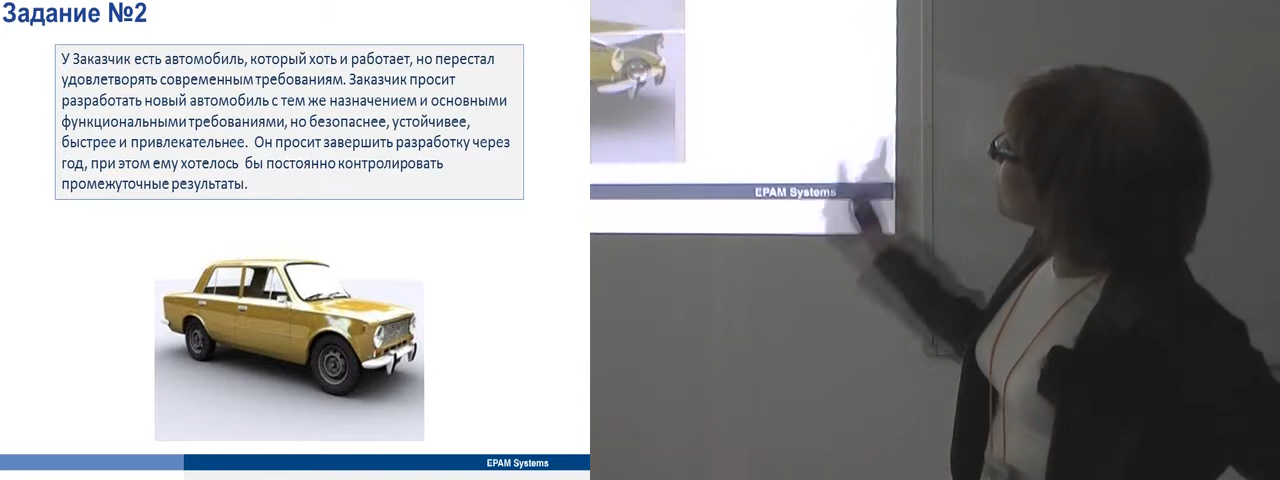 Задание №2
У Заказчик есть автомобиль, который хоть и работает, но перестал
удовлетворять современным требованиям. Заказчик просит
разработать новый автомобиль с тем же назначением и основными
функциональными требованиями, но безопаснее, устойчивее,
быстрее и привлекательнее. Он просит завершить разработку через
год, при этом ему хотелось бы постоянно контролировать
промежуточные результаты.
EPAM Systems
EPAM Systems